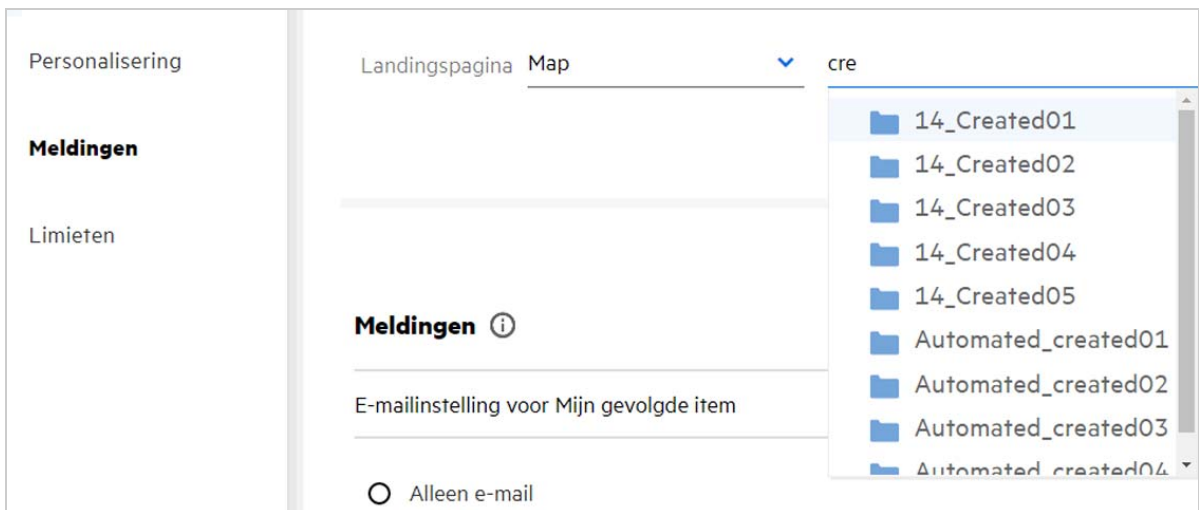 Personalisering
Meldingen
Limieten
Landingspagina Map cre
14_Created01
14_Created02
14_Created03
14_Created04
14_Created05
Automated_created01
Automated_created02
Automated_created03
Automated_created04
Meldingen
E-mailinstelling voor Mijn gevolgde item
Alleen e-mail